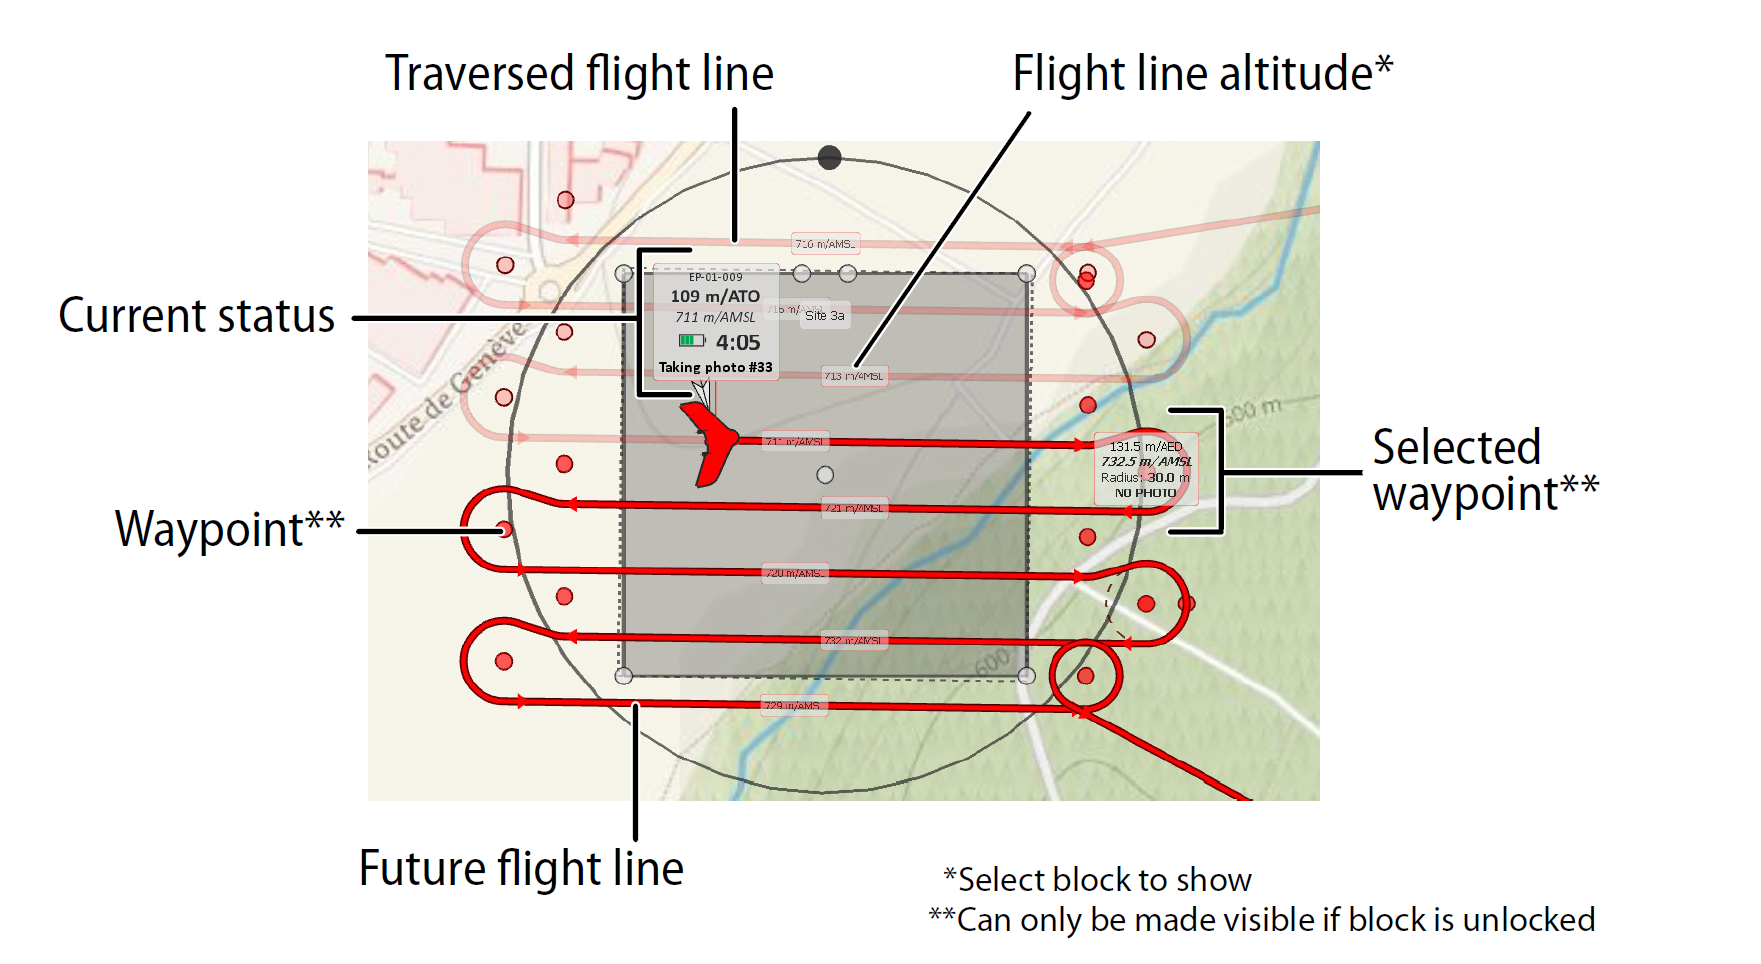 Traversed flight line
Flight line altitude*
716 m/AMSL
EP-01-009
109 m/ATO
711 m/AMSL
4:05
Taking photo #33
Site 3a
Current status
Route de Genève
713 m/AMSL
600 m
711 m/AMSL
131.5 m/AED
732.5 m/AMSL
Radius: 30.0 m
NO PHOTO
Selected
waypoint**
721 m/AMSL
Waypoint**
720 m/AMSL
732 m/AMSL
600
729 m/AMS
Future flight line
*Select block to show
**Can only be made visible if block is unlocked